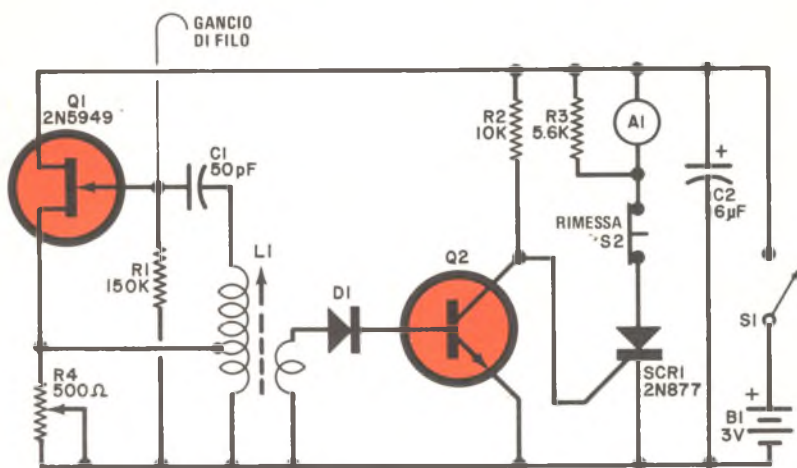 GANCIO
DI FILO
Q1
2N5949
C1
50pF
R1
150K
L1
D1
Q2
R2
10K
R3
5.6K
A1
+
C2
6µF
RIMESSA
S2
SCR1
2N877
S1
+
B1
3V
R4
500Ω